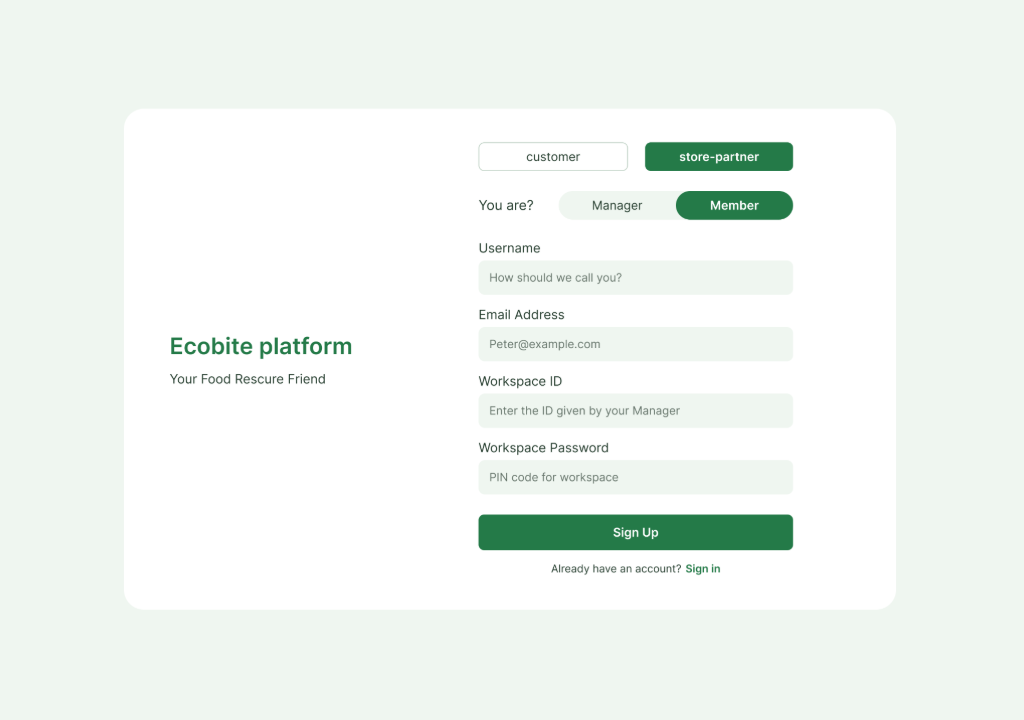 customer
store-partner
You are?
Manager
Member
Username
How should we call you?
Email Address
Peter@example.com
Workspace ID
Enter the ID given by your Manager
Workspace Password
PIN code for workspace
Sign Up
Already have an account? Sign in
Ecobite platform
Your Food Rescure Friend